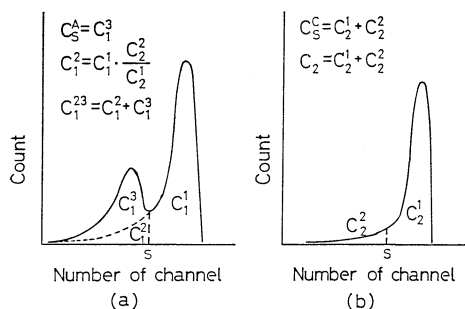 C_S^A = C_1^3
C_1^2 = C_1^1 · C_2^2 / C_2^1
C_1^23 = C_1^2 + C_1^3
Count
C_1^3
C_1^1
C_1^2
S
Number of channel
(a)
C_S^C = C_2^1 + C_2^2
C_2 = C_2^1 + C_2^2
Count
C_2^2
C_2^1
S
Number of channel
(b)